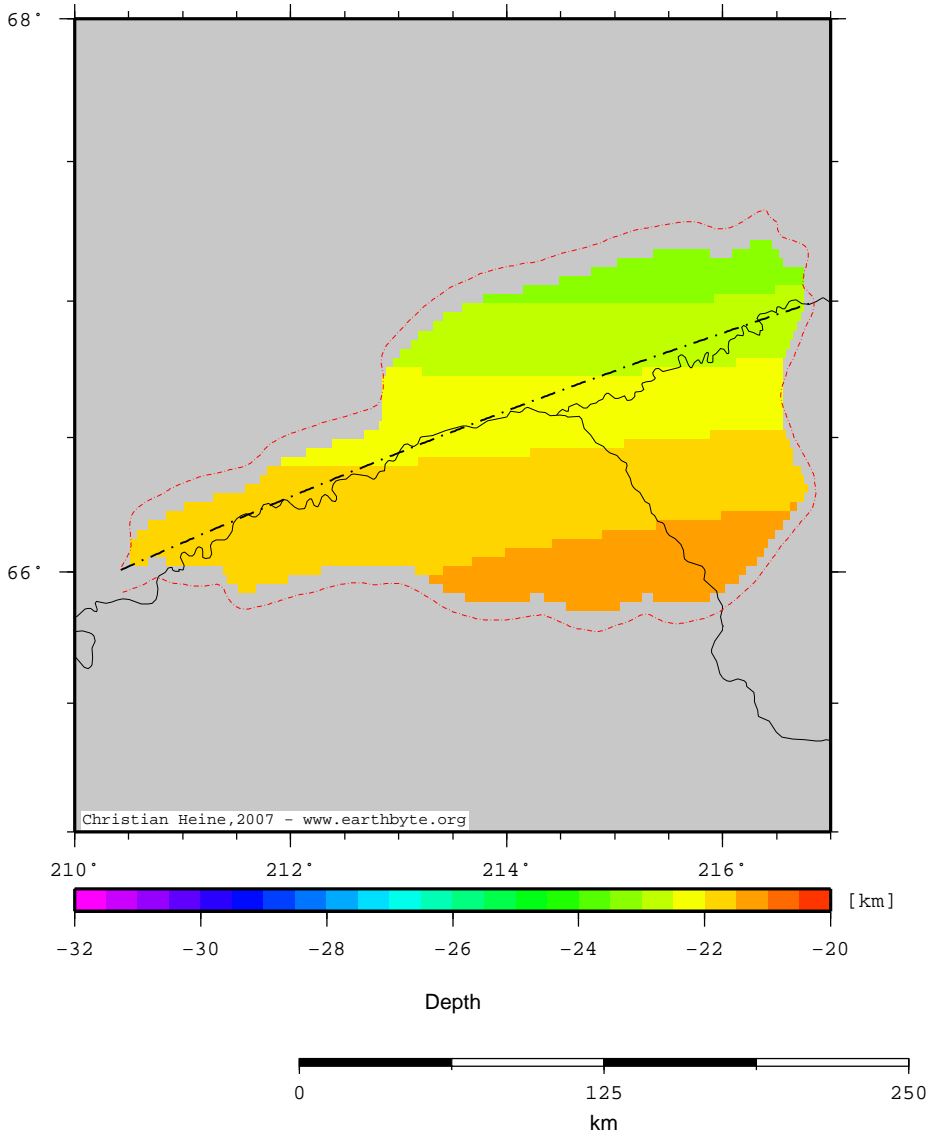 68°
66°
Christian Heine,2007 - www.earthbyte.org
210° 212° 214° 216°
[km]
-32 -30 -28 -26 -24 -22 -20
Depth
0 125 250
km